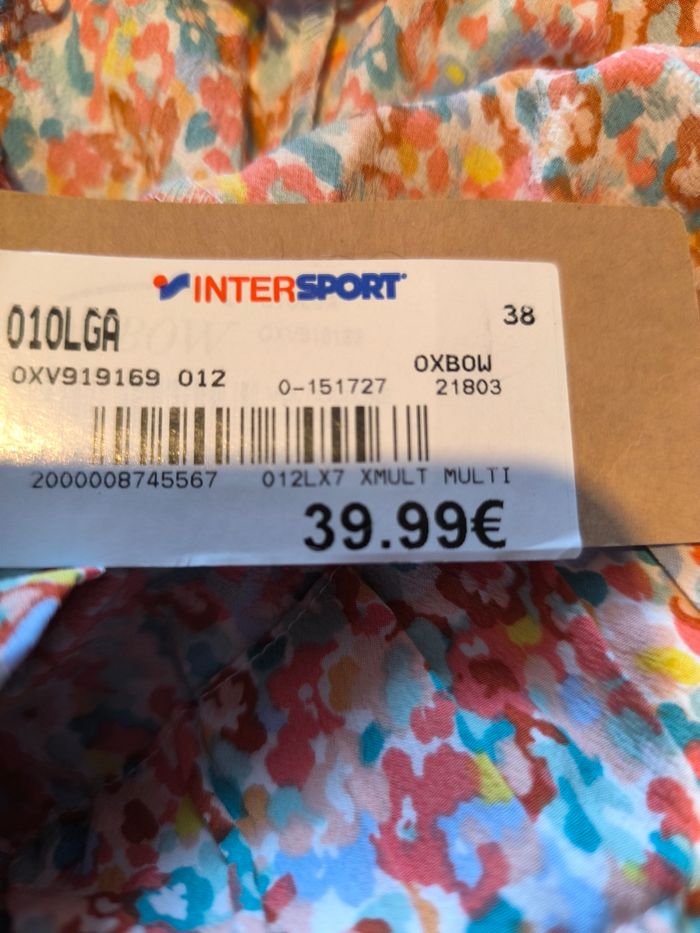 INTERSPORT
38
010LGA
OXBOW
OXV919169 012 0-151727 21803
2000008745567 012LX7 XMULT MULTI
39.99€